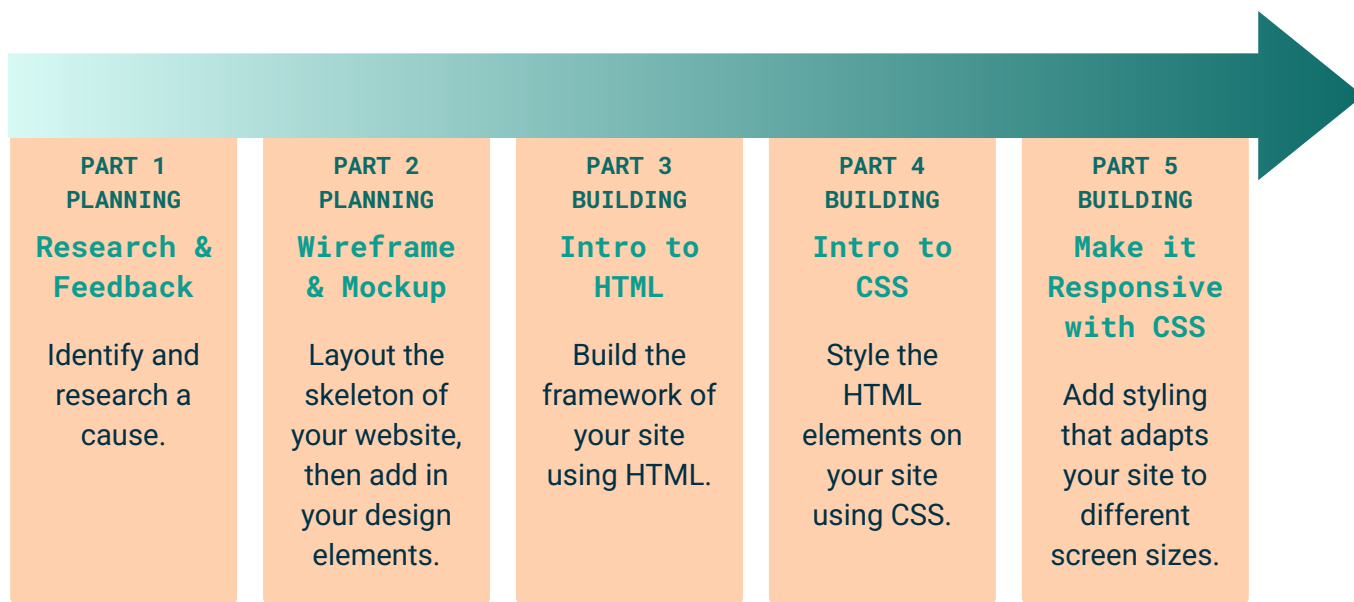 PART 1
PLANNING
Research &
Feedback
Identify and
research a
cause.
PART 2
PLANNING
Wireframe
& Mockup
Layout the
skeleton of
your website,
then add in
your design
elements.
PART 3
BUILDING
Intro to
HTML
Build the
framework of
your site
using HTML.
PART 4
BUILDING
Intro to
CSS
Style the
HTML
elements on
your site
using CSS.
PART 5
BUILDING
Make it
Responsive
with CSS
Add styling
that adapts
your site to
different
screen sizes.